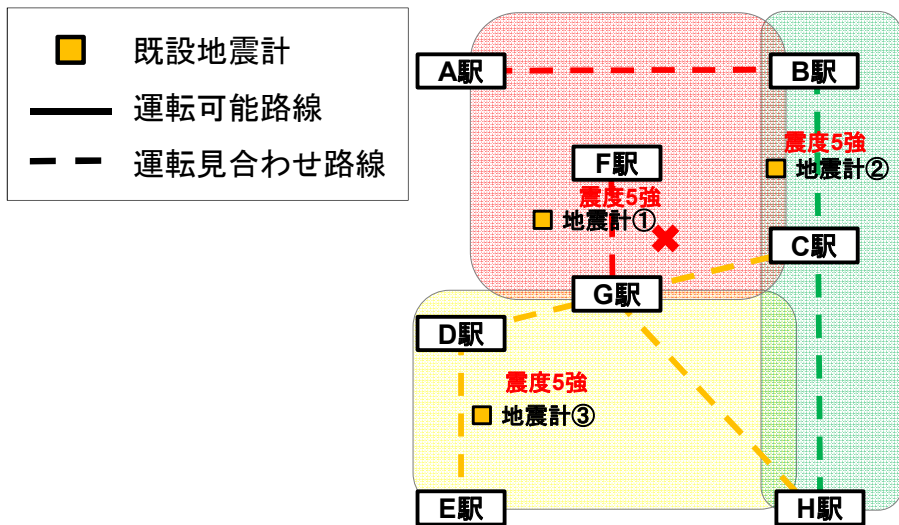 既設地震計
運転可能路線
運転見合わせ路線
A駅
B駅
震度5強
地震計②
F駅
震度5強
地震計①
C駅
G駅
D駅
震度5強
地震計③
E駅
H駅